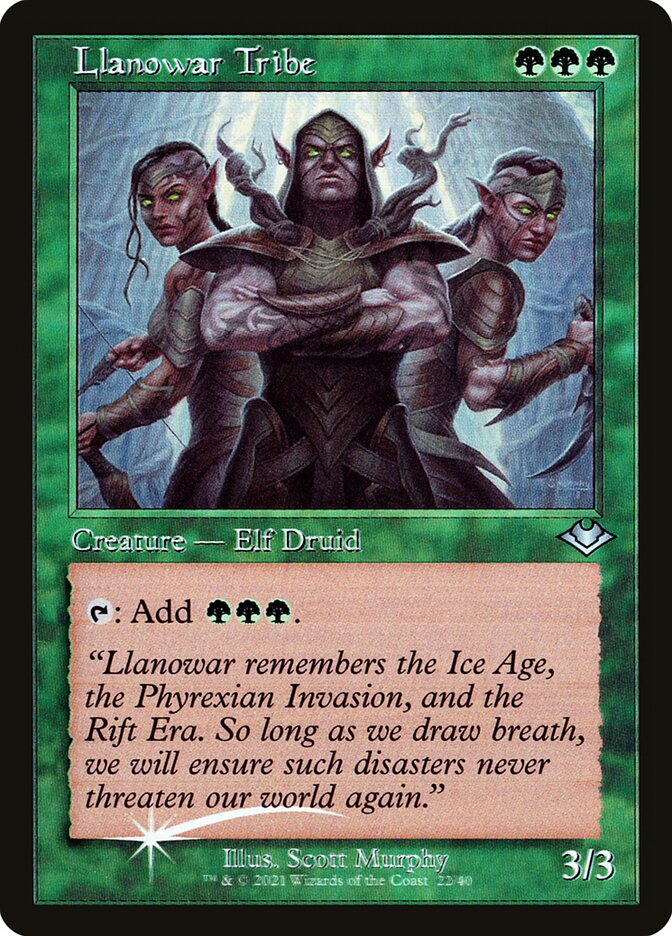 Llanowar Tribe
Creature — Elf Druid
: Add .
“Llanowar remembers the Ice Age,
the Phyrexian Invasion, and the
Rift Era. So long as we draw breath,
we will ensure such disasters never
threaten our world again.”
Illus. Scott Murphy
3/3
™ & © 2021 Wizards of the Coast 22/40